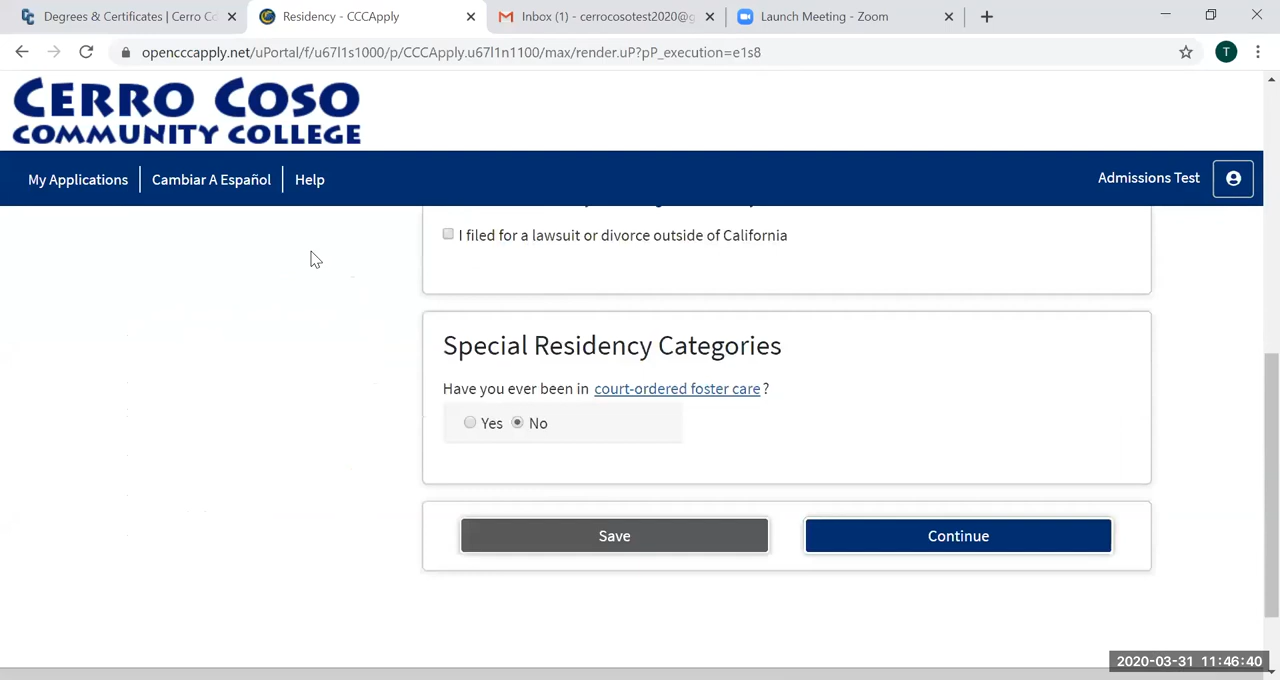 Degrees & Certificates | Cerro Co
Residency - CCCApply
Inbox (1) - cerrocosotest2020@g
Launch Meeting - Zoom
opencccapply.net/uPortal/f/u67l1s1000/p/CCCApply.u67l1n1100/max/render.uP?pP_execution=e1s8
T
CERRO COSO
COMMUNITY COLLEGE
My Applications
Cambiar A Español
Help
Admissions Test
I filed for a lawsuit or divorce outside of California
Special Residency Categories
Have you ever been in court-ordered foster care ?
Yes No
Save
Continue
2020-03-31 11:46:40